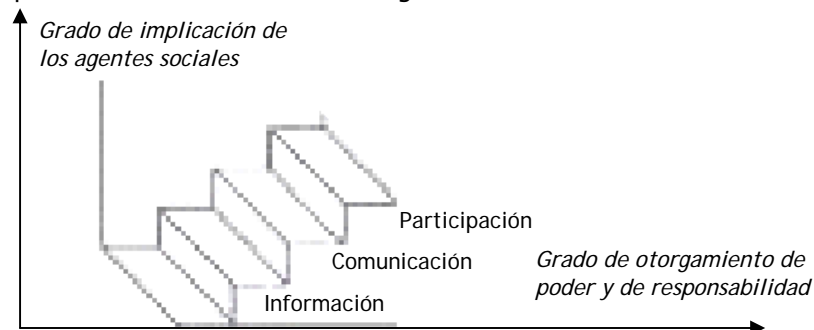 Grado de implicación de
los agentes sociales
Participación
Comunicación
Información
Grado de otorgamiento de
poder y de responsabilidad